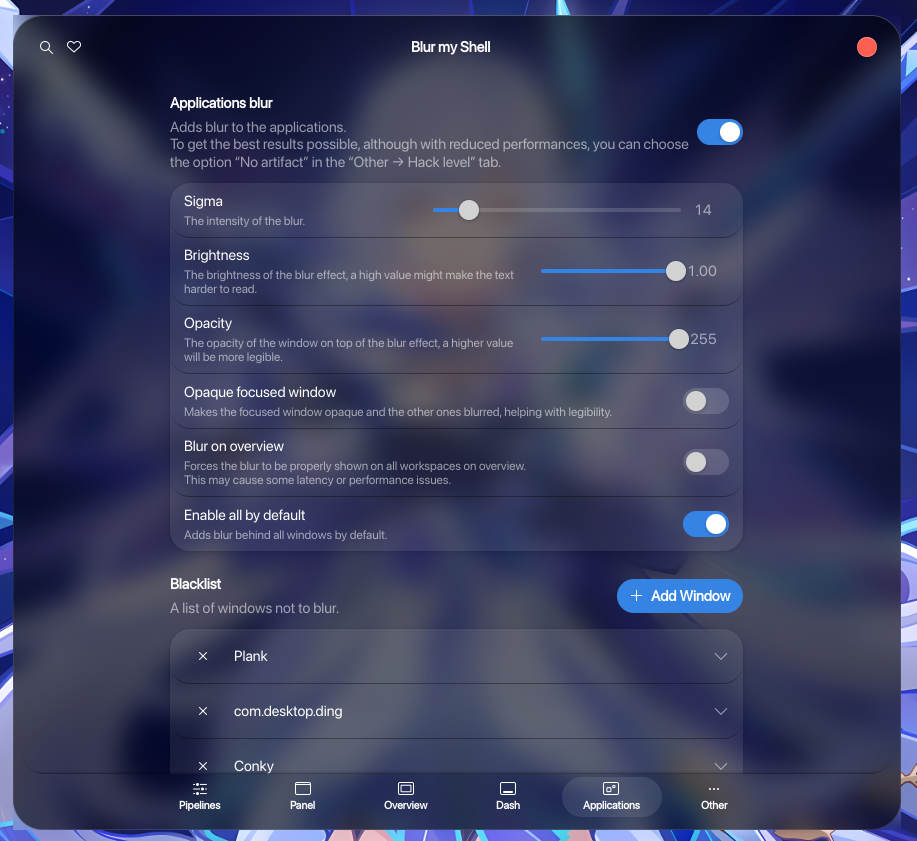 Blur my Shell
Applications blur
Adds blur to the applications.
To get the best results possible, although with reduced performances, you can choose
the option “No artifact” in the “Other → Hack level” tab.
Sigma
The intensity of the blur.
14
Brightness
The brightness of the blur effect, a high value might make the text
harder to read.
1.00
Opacity
The opacity of the window on top of the blur effect, a higher value
will be more legible.
255
Opaque focused window
Makes the focused window opaque and the other ones blurred, helping with legibility.
Blur on overview
Forces the blur to be properly shown on all workspaces on overview.
This may cause some latency or performance issues.
Enable all by default
Adds blur behind all windows by default.
Blacklist
A list of windows not to blur.
Add Window
Plank
com.desktop.ding
Conky
Pipelines
Panel
Overview
Dash
Applications
Other